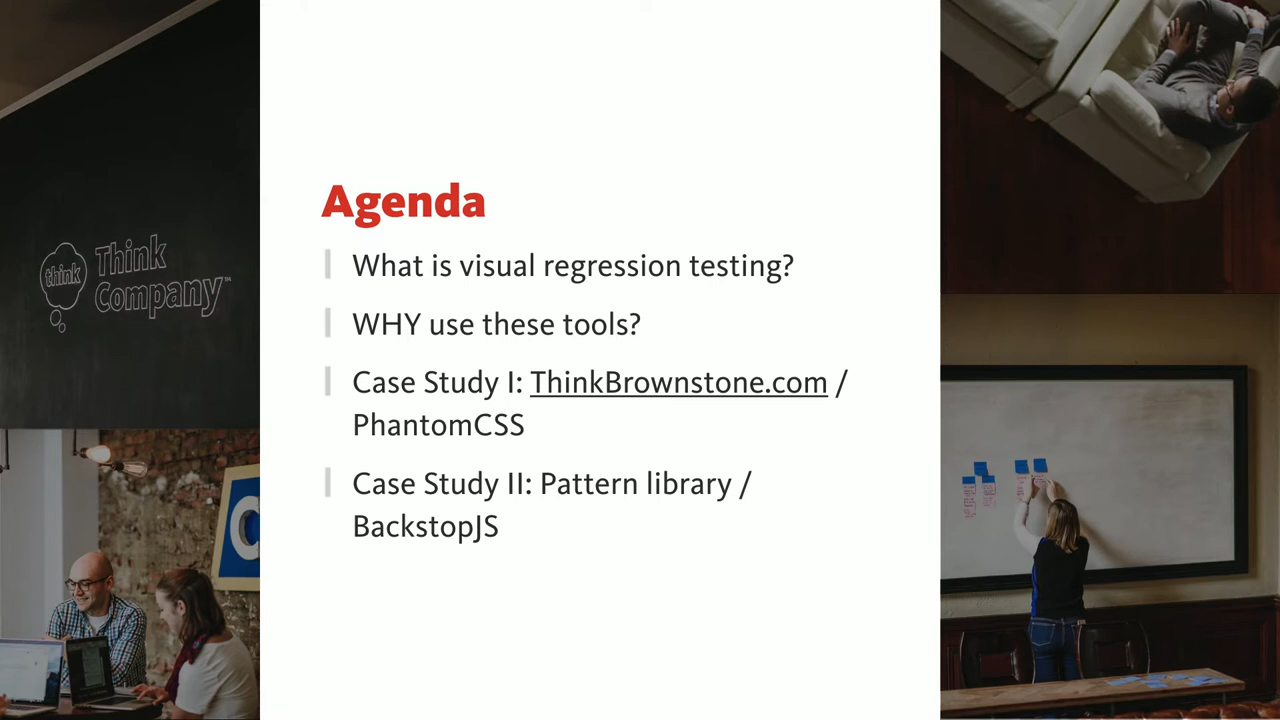 Agenda
What is visual regression testing?
WHY use these tools?
Case Study I: ThinkBrownstone.com /
PhantomCSS
Case Study II: Pattern library /
BackstopJS
think
Think
Company™
C